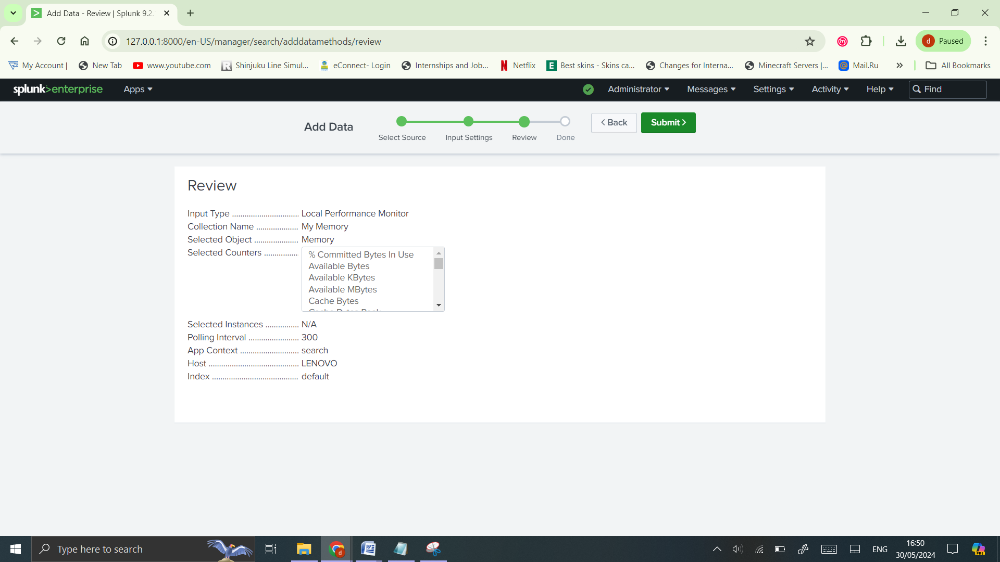 Add Data - Review | Splunk 9.2.
127.0.0.1:8000/en-US/manager/search/adddatamethods/review
d Paused
My Account |
New Tab
www.youtube.com
Shinjuku Line Simul...
eConnect- Login
Internships and Job...
Netflix
Best skins - Skins ca...
Changes for Interna...
Minecraft Servers |...
Mail.Ru
All Bookmarks
splunk>enterprise
Apps
Administrator
Messages
Settings
Activity
Help
Find
Add Data
Select Source
Input Settings
Review
Done
< Back
Submit >
Review
Input Type ................................ Local Performance Monitor
Collection Name .................... My Memory
Selected Object ..................... Memory
Selected Counters ................
% Committed Bytes In Use
Available Bytes
Available KBytes
Available MBytes
Cache Bytes
Cache Bytes Peak
Selected Instances ................ N/A
Polling Interval ........................ 300
App Context ............................ search
Host ........................................... LENOVO
Index ......................................... default
Type here to search
ENG
16:50
30/05/2024
PRE